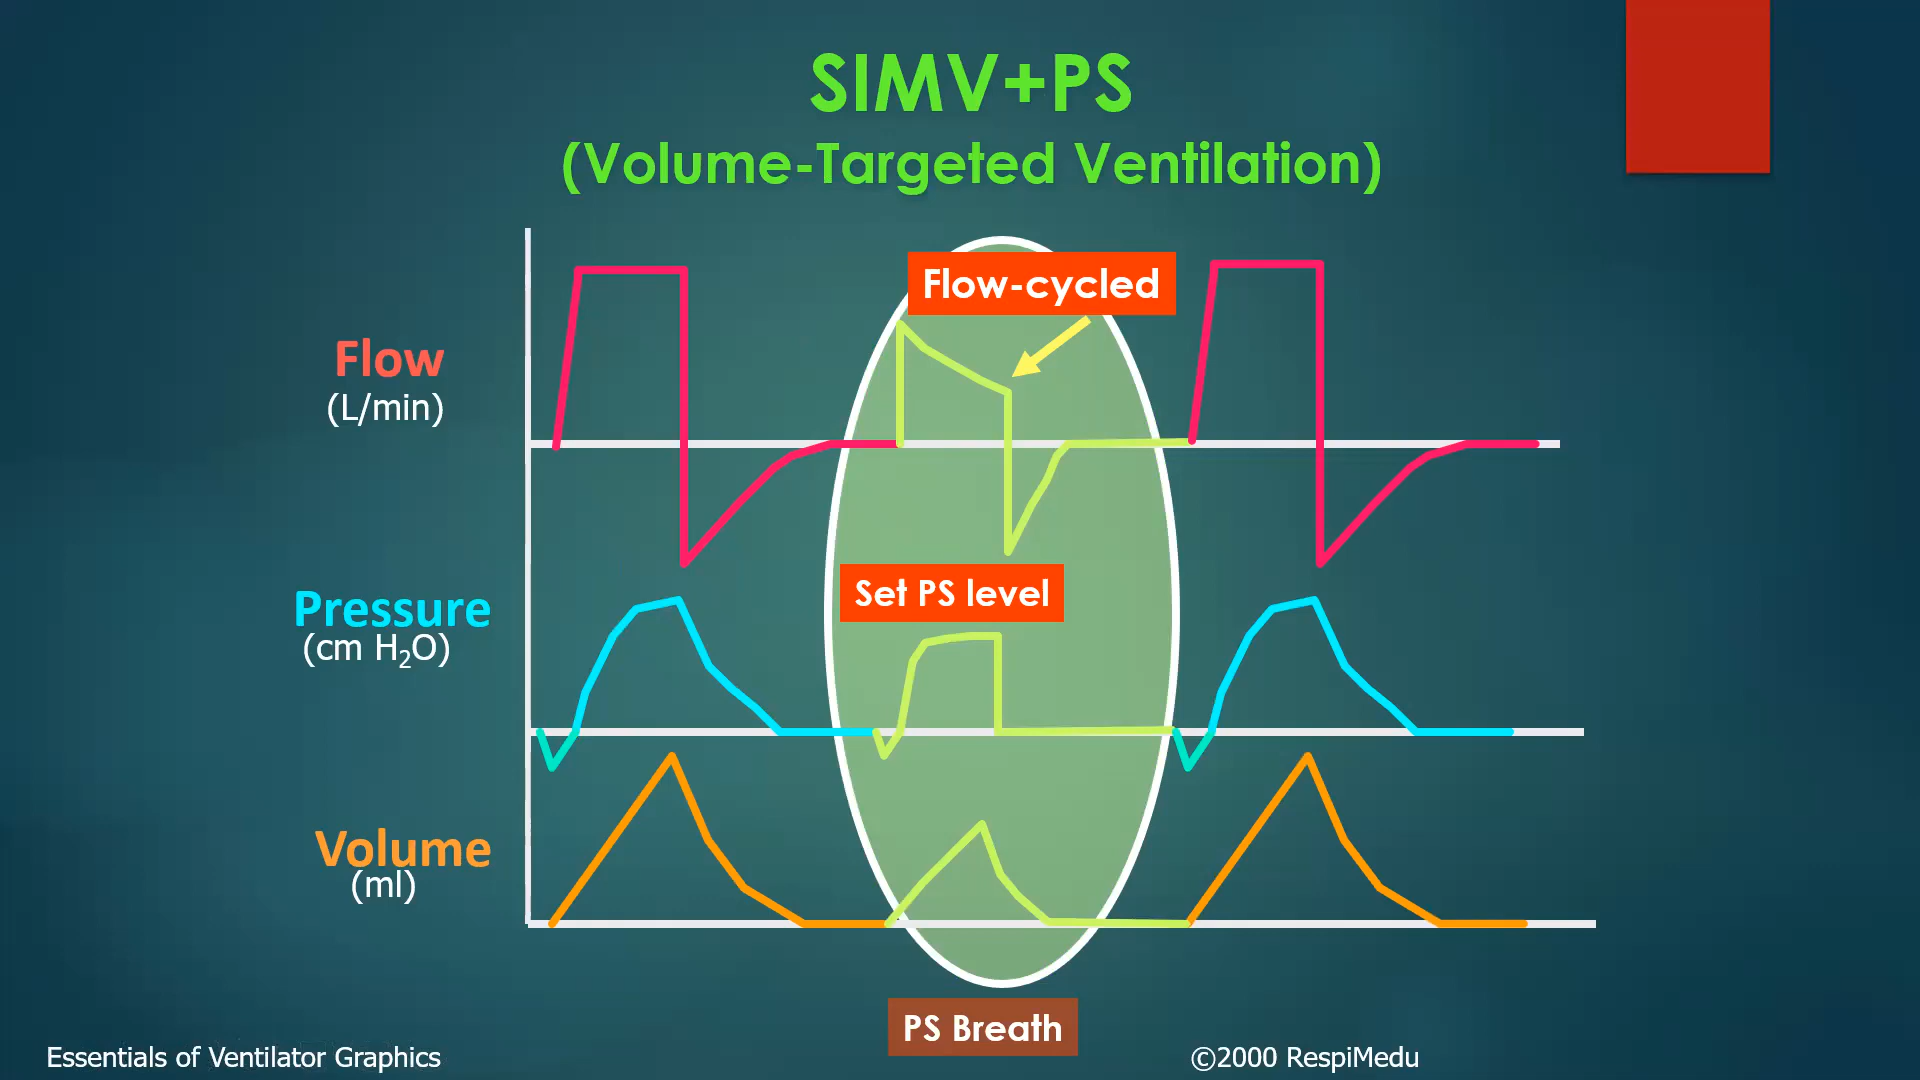 SIMV+PS
(Volume-Targeted Ventilation)
Flow-cycled
Flow
(L/min)
Set PS level
Pressure
(cm H₂O)
Volume
(ml)
PS Breath
Essentials of Ventilator Graphics
©2000 RespiMedu